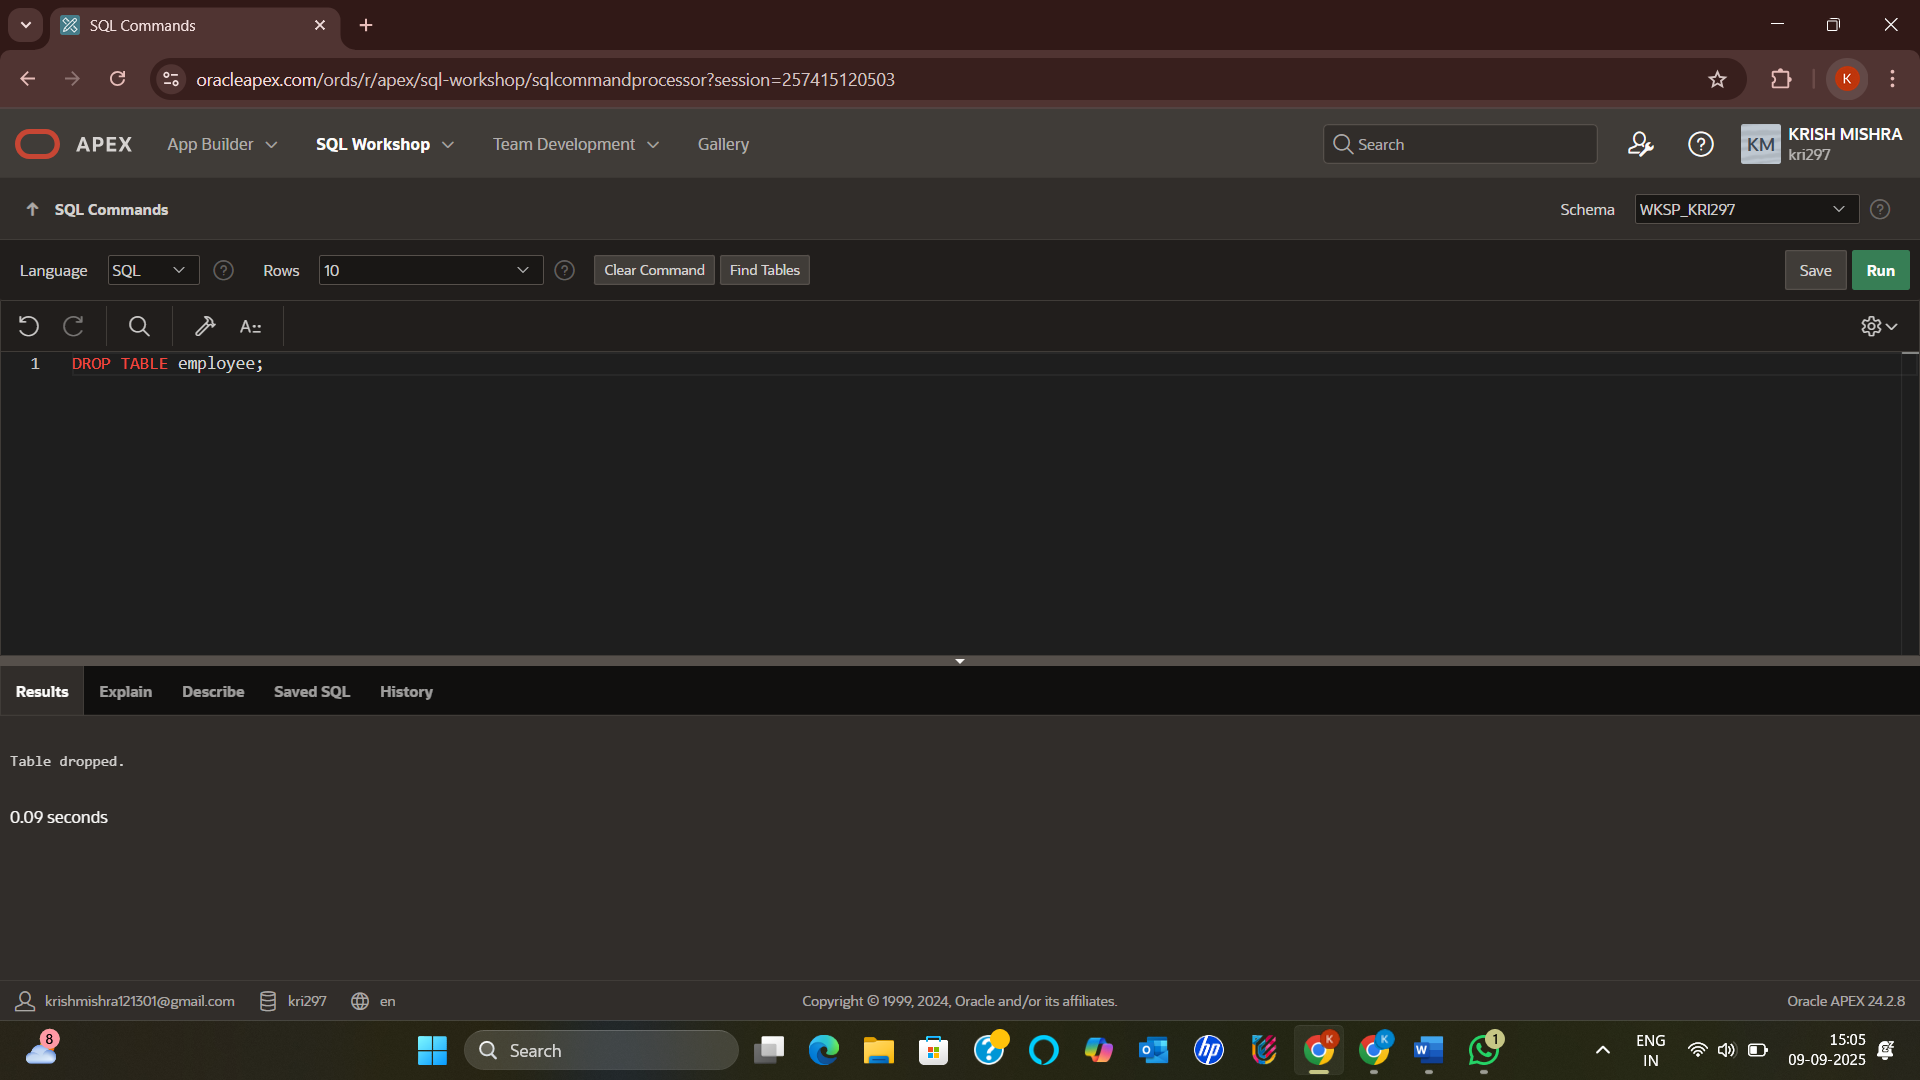 SQL Commands
oracleapex.com/ords/r/apex/sql-workshop/sqlcommandprocessor?session=257415120503
K
APEX
App Builder
SQL Workshop
Team Development
Gallery
Search
KM
KRISH MISHRA
kri297
SQL Commands
Schema
WKSP_KRI297
Language
SQL
Rows
10
Clear Command
Find Tables
Save
Run
A
1
DROP TABLE employee;
Results
Explain
Describe
Saved SQL
History
Table dropped.
0.09 seconds
krishmishra121301@gmail.com
kri297
en
Copyright © 1999, 2024, Oracle and/or its affiliates.
Oracle APEX 24.2.8
8
Search
hp
K
K
W
1
ENG
IN
15:05
09-09-2025